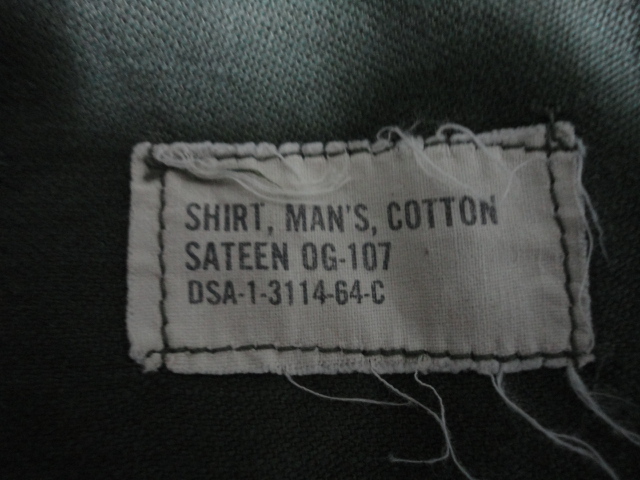 SHIRT, MAN'S, COTTON
SATEEN OG-107
DSA-1-3114-64-C